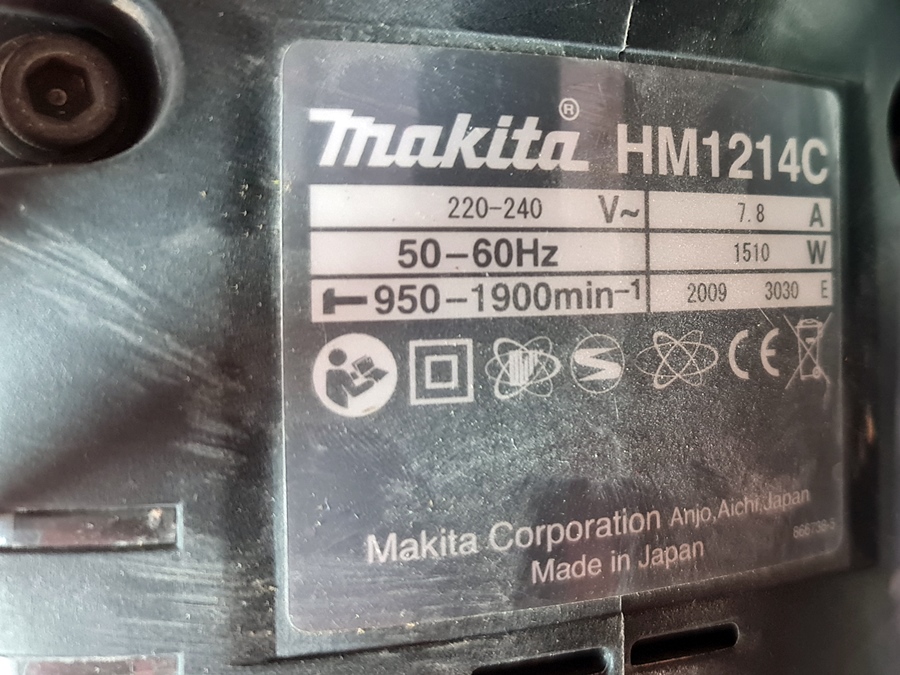 makita® HM1214C
220-240 V~ 7.8 A
50-60Hz 1510 W
950-1900min⁻¹ 2009 3030 E
CE
Makita Corporation Anjo, Aichi, Japan
Made in Japan